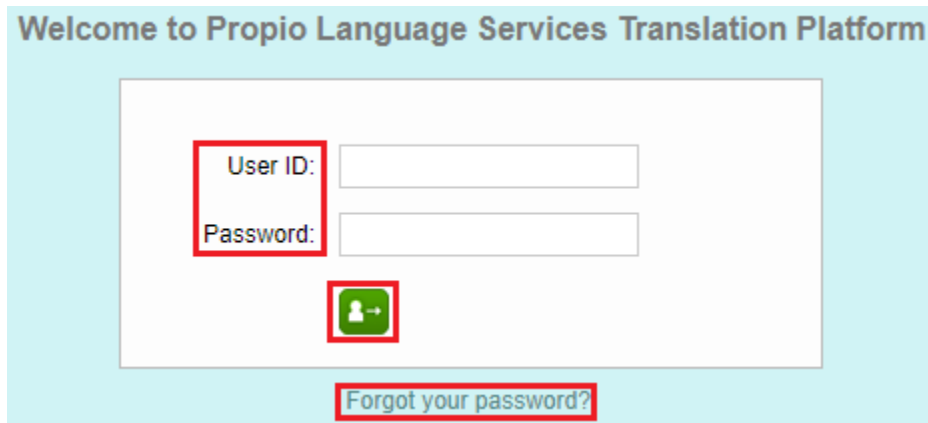 Welcome to Propio Language Services Translation Platform
User ID:
Password:
Forgot your password?